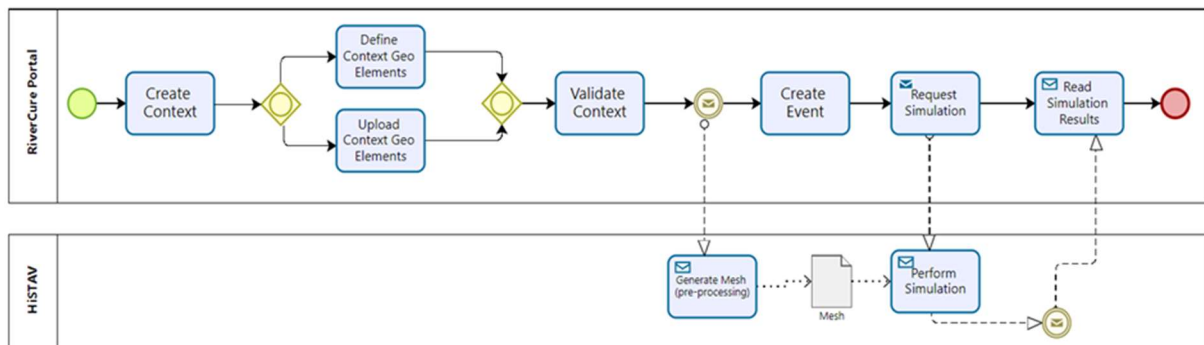 RiverCure Portal
Create
Context
Define
Context Geo
Elements
Upload
Context Geo
Elements
Validate
Context
Create
Event
Request
Simulation
Read
Simulation
Results
HiSTAV
Generate Mesh
(pre-processing)
Mesh
Perform
Simulation